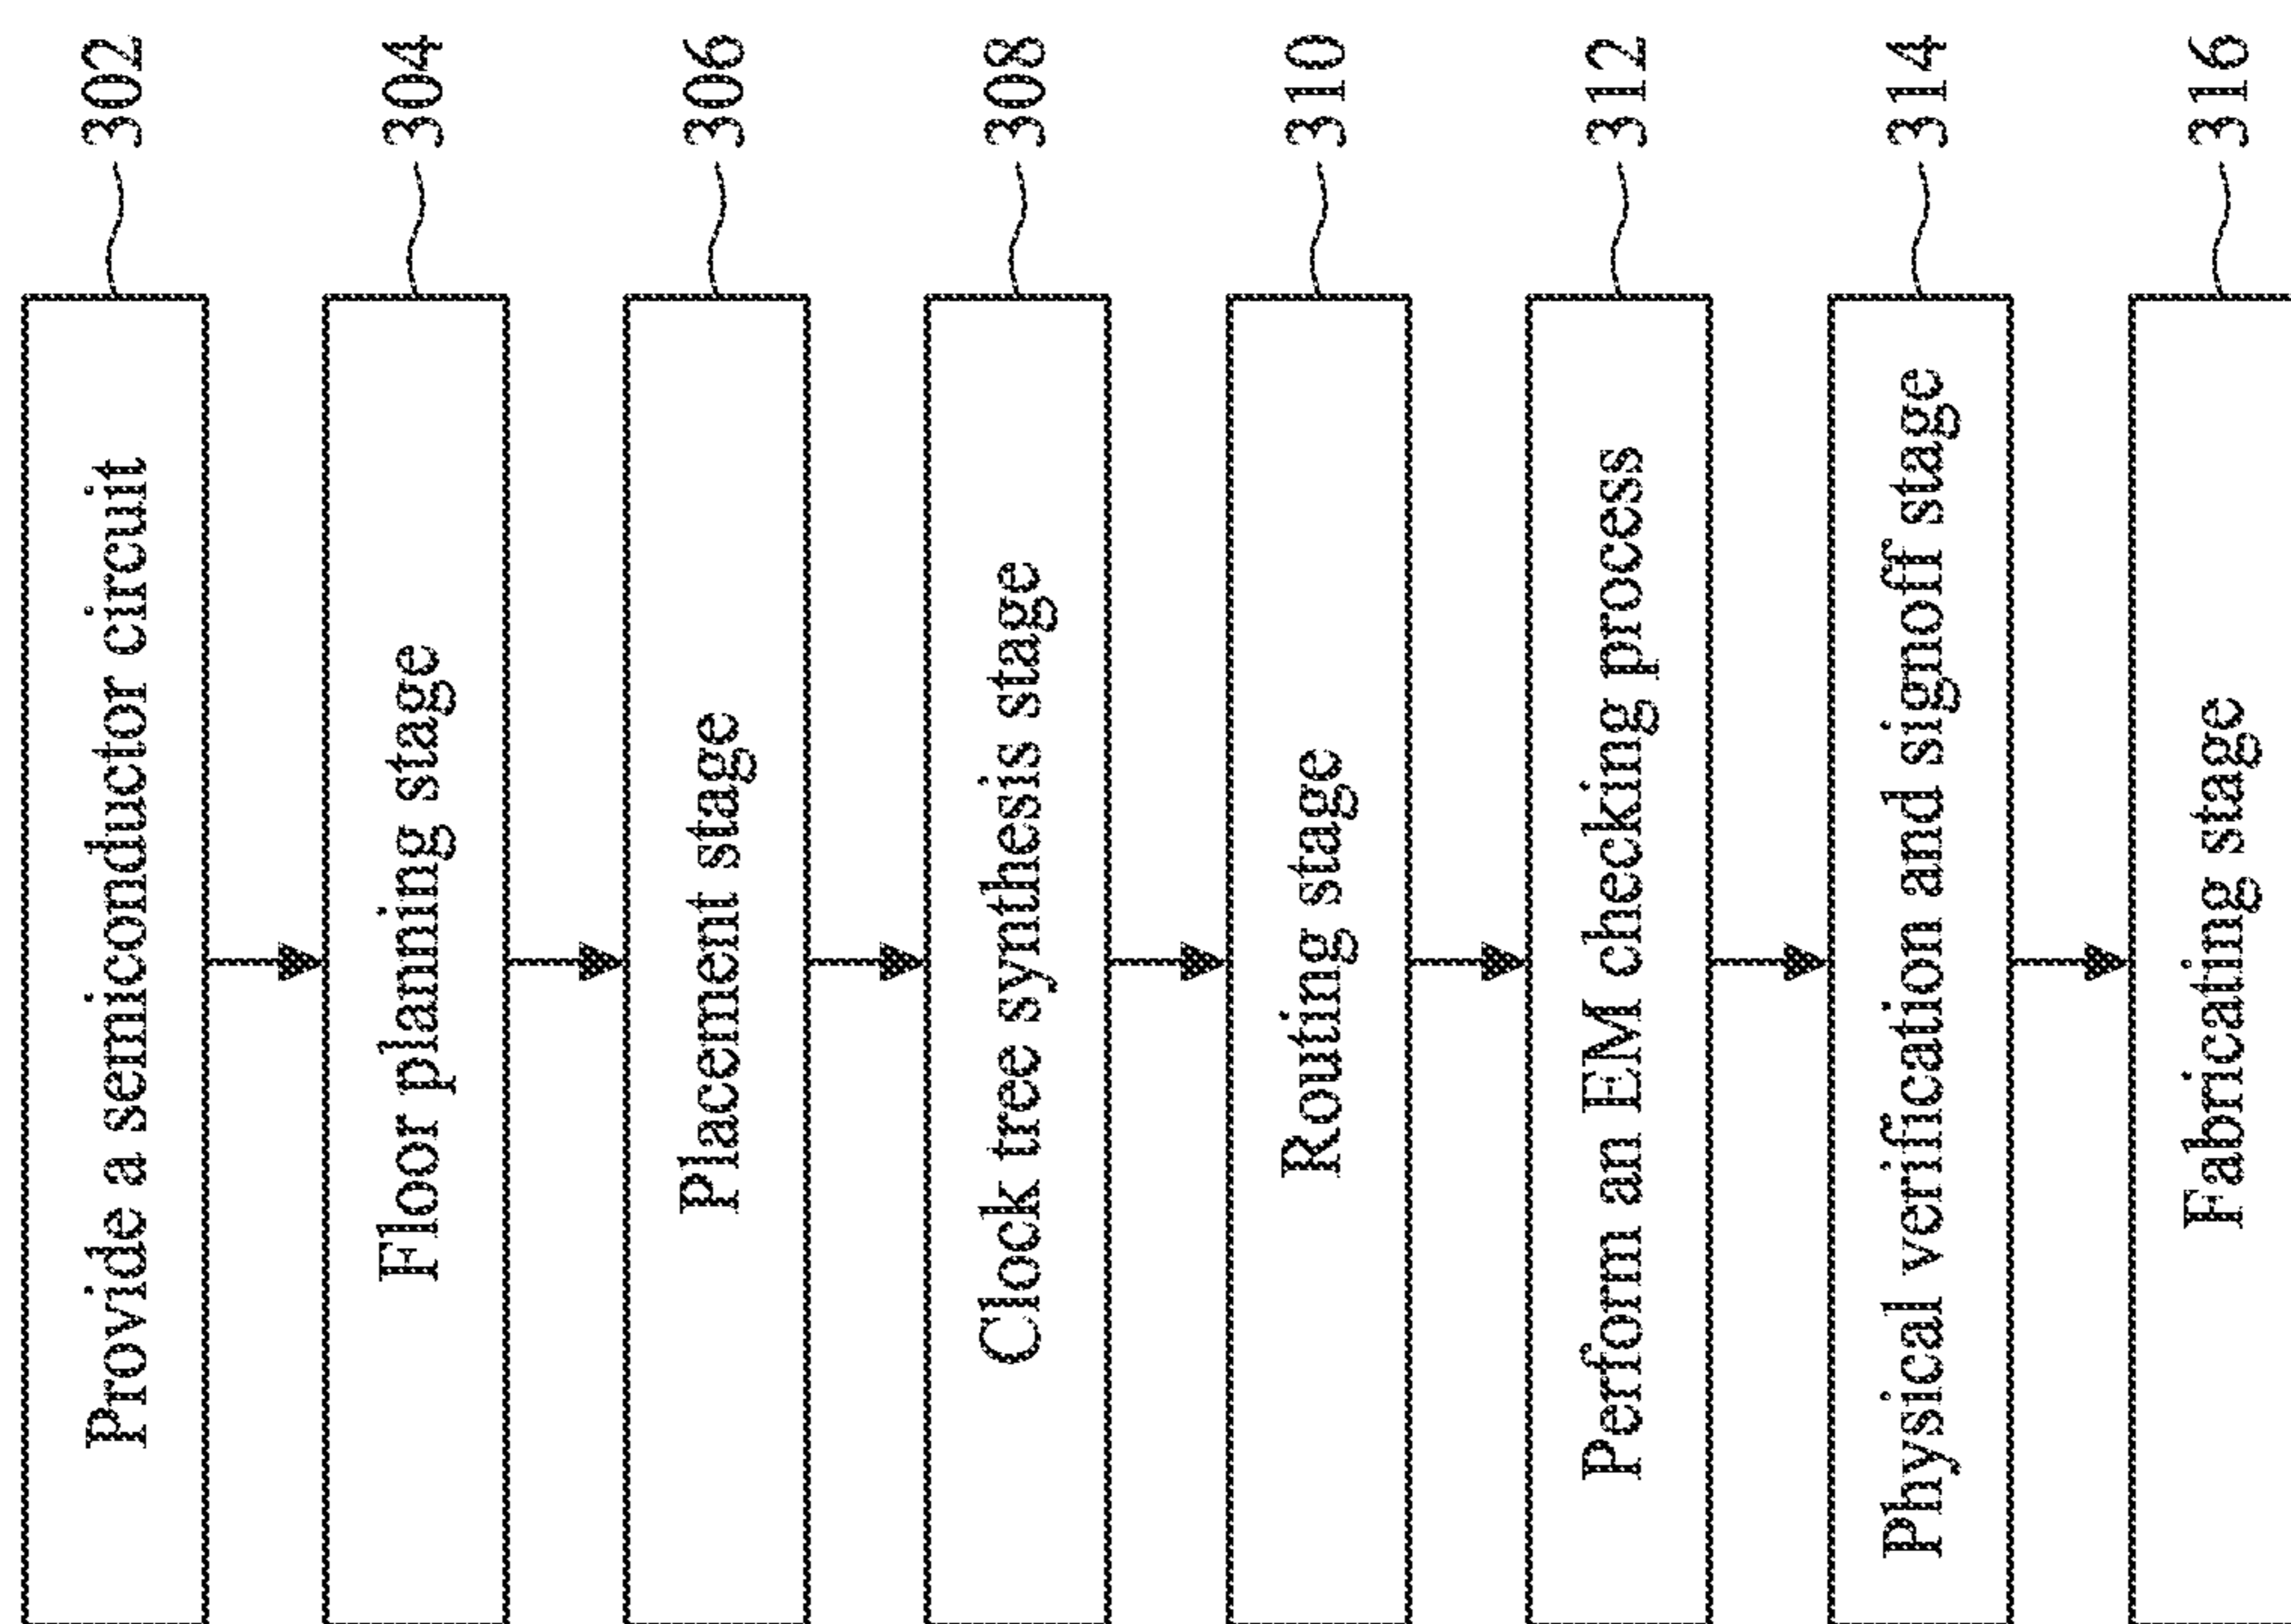 Provide a semiconductor circuit
302
Floor planning stage
304
Placement stage
306
Clock tree synthesis stage
308
Routing stage
310
Perform an EM checking process
312
Physical verification and signoff stage
314
Fabricating stage
316